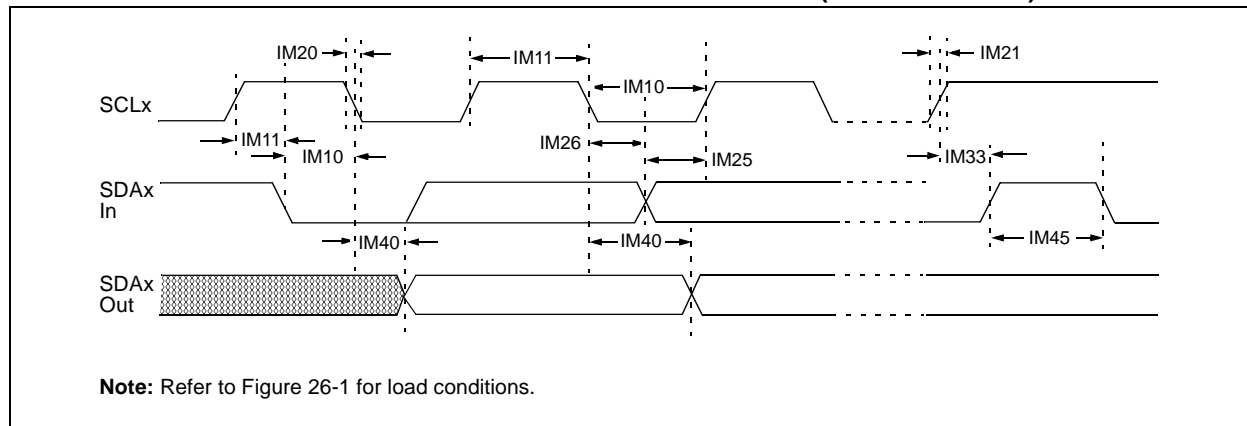 IM20
IM11
IM21
IM10
SCLx
IM11
IM26
IM10
IM25
IM33
SDAx
In
IM40
IM40
IM45
SDAx
Out
Note: Refer to Figure 26-1 for load conditions.